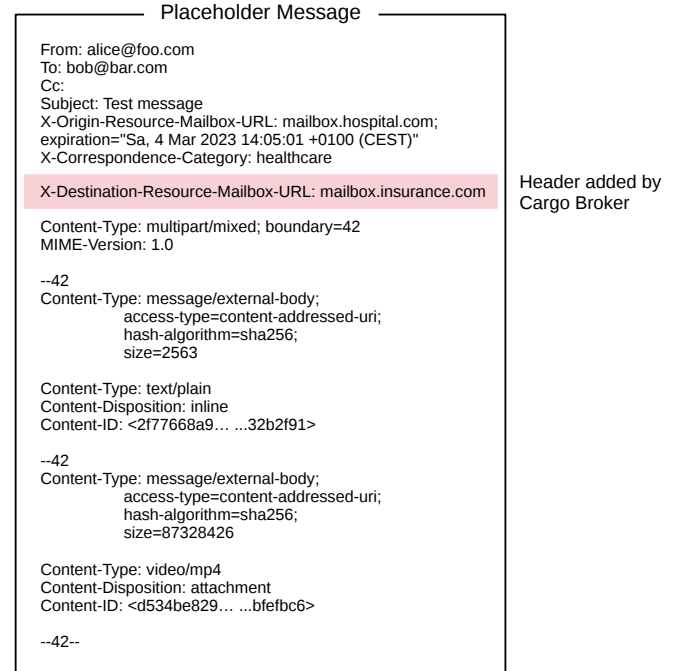 Placeholder Message
From: alice@foo.com
To: bob@bar.com
Cc:
Subject: Test message
X-Origin-Resource-Mailbox-URL: mailbox.hospital.com;
expiration="Sa, 4 Mar 2023 14:05:01 +0100 (CEST)"
X-Correspondence-Category: healthcare
X-Destination-Resource-Mailbox-URL: mailbox.insurance.com
Header added by
Cargo Broker
Content-Type: multipart/mixed; boundary=42
MIME-Version: 1.0
--42
Content-Type: message/external-body;
access-type=content-addressed-uri;
hash-algorithm=sha256;
size=2563
Content-Type: text/plain
Content-Disposition: inline
Content-ID: <2f77668a9… ...32b2f91>
--42
Content-Type: message/external-body;
access-type=content-addressed-uri;
hash-algorithm=sha256;
size=87328426
Content-Type: video/mp4
Content-Disposition: attachment
Content-ID: <d534be829… ...bfefbc6>
--42--